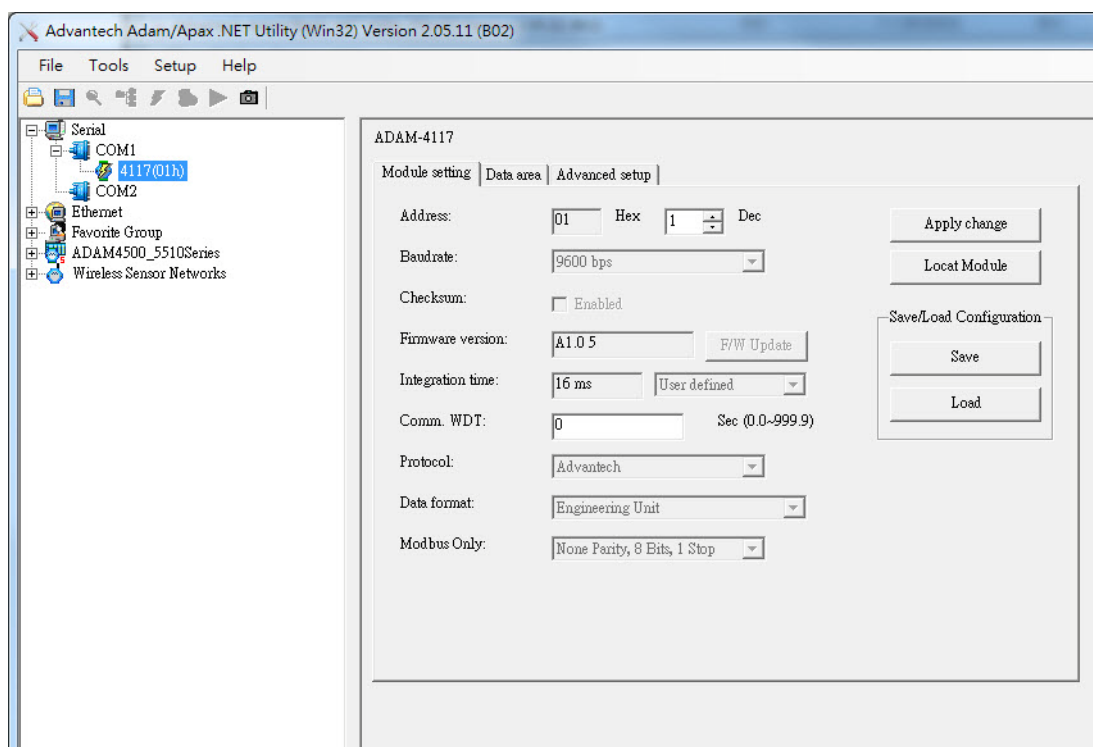 Advantech Adam/Apax .NET Utility (Win32) Version 2.05.11 (B02)
File Tools Setup Help
Serial
COM1
4117(01h)
COM2
Ethernet
Favorite Group
ADAM4500_5510Series
Wireless Sensor Networks
ADAM-4117
Module setting Data area Advanced setup
Address: 01 Hex 1 Dec
Baudrate: 9600 bps
Checksum: Enabled
Firmware version: A1.0 5 F/W Update
Integration time: 16 ms User defined
Comm. WDT: 0 Sec (0.0~999.9)
Protocol: Advantech
Data format: Engineering Unit
Modbus Only: None Parity, 8 Bits, 1 Stop
Apply change
Locat Module
Save/Load Configuration
Save
Load